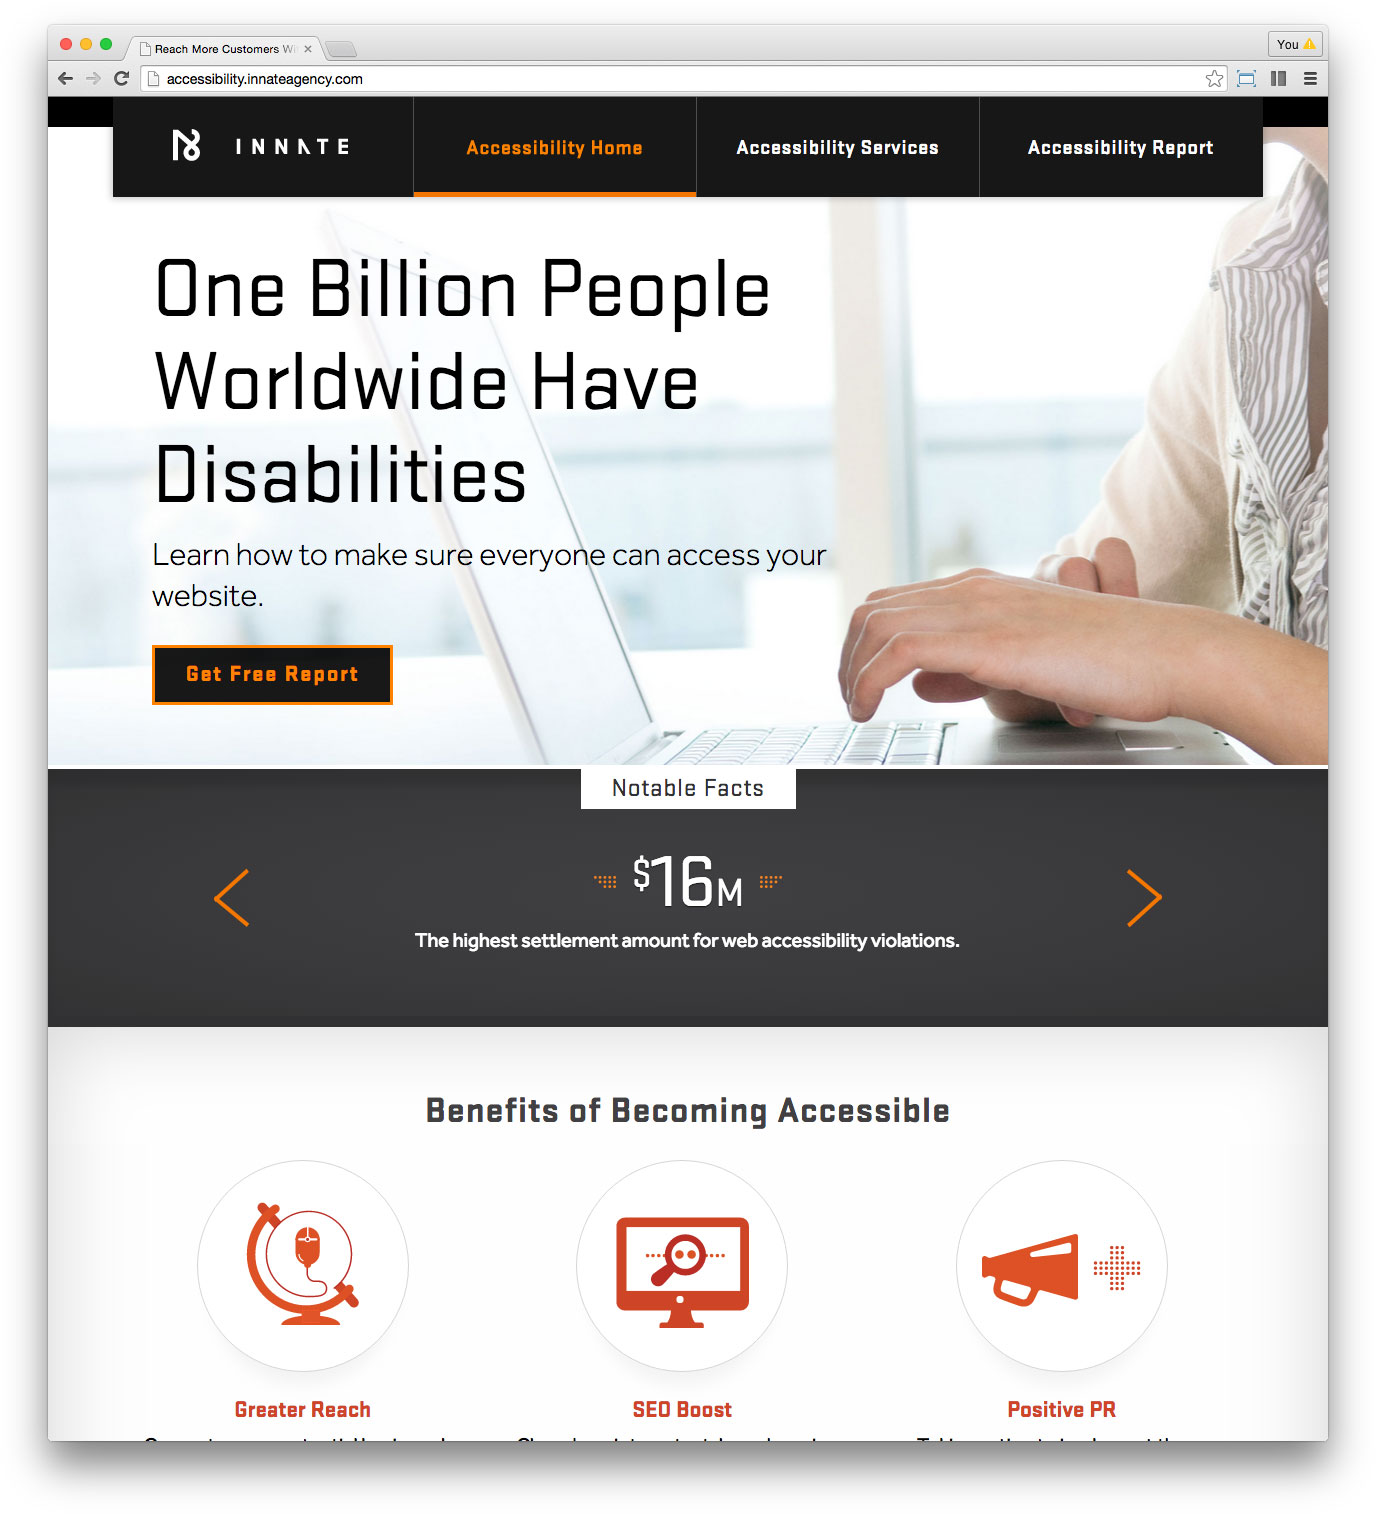 Reach More Customers Wi
You
accessibility.innateagency.com
INNATE
Accessibility Home
Accessibility Services
Accessibility Report
One Billion People
Worldwide Have
Disabilities
Learn how to make sure everyone can access your
website.
Get Free Report
Notable Facts
$16M
The highest settlement amount for web accessibility violations.
Benefits of Becoming Accessible
Greater Reach
SEO Boost
Positive PR